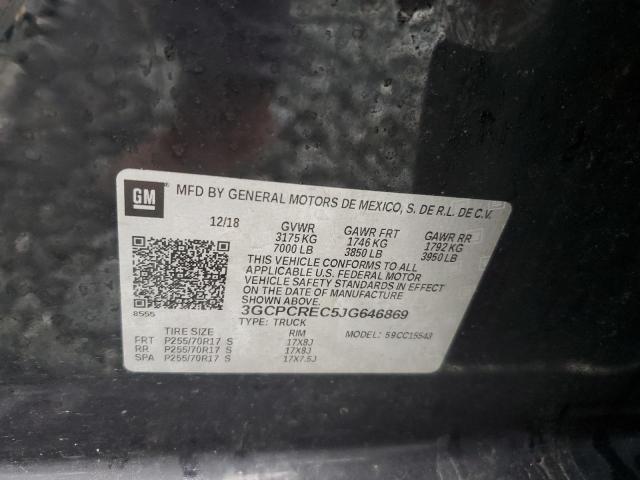 GM ® MFD BY GENERAL MOTORS DE MEXICO, S. DE R.L. DE C.V.
12/18 GVWR GAWR FRT GAWR RR
3175 KG 1746 KG 1792 KG
7000 LB 3850 LB 3950 LB
THIS VEHICLE CONFORMS TO ALL
APPLICABLE U.S. FEDERAL MOTOR
VEHICLE SAFETY STANDARDS IN EFFECT
ON THE DATE OF MANUFACTURE
SHOWN ABOVE.
8555 3GCPCREC5JG646869
TYPE: TRUCK MODEL: 59CC15543
TIRE SIZE RIM
FRT P255/70R17 S 17X8J
RR P255/70R17 S 17X8J
SPA P255/70R17 S 17X7.5J